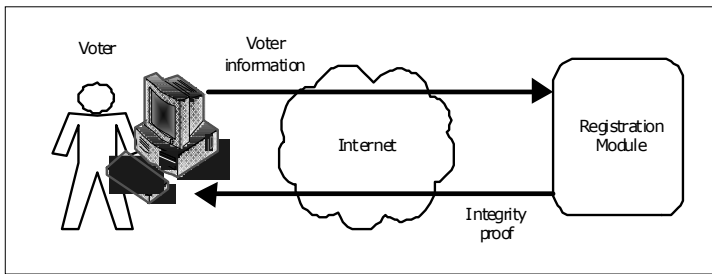 Voter
Voter
information
Internet
Registration
Module
Integrity
proof